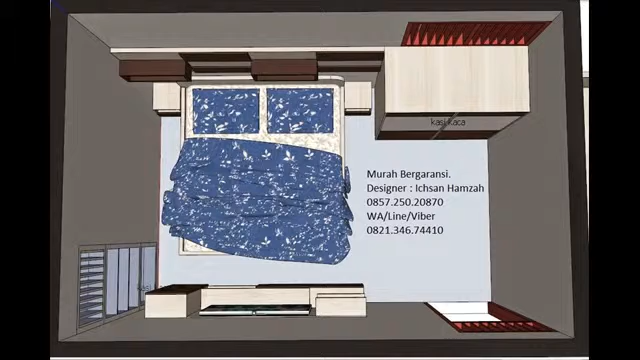 kasi kaca
Murah Bergaransi.
Designer : Ichsan Hamzah
0857.250.20870
WA/Line/Viber
0821.346.74410